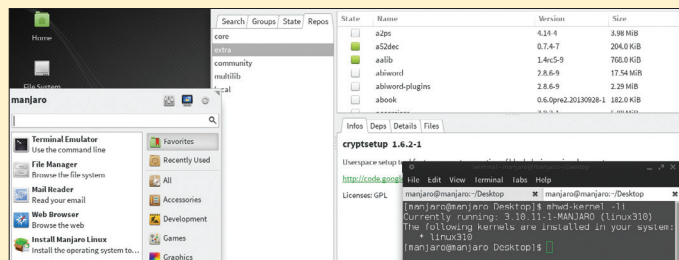 Home
File System
manjaro
Terminal Emulator
Use the command line
File Manager
Browse the file system
Mail Reader
Read your email
Web Browser
Browse the web
Install Manjaro Linux
Install the operating system to...
Favorites
Recently Used
All
Accessories
Development
Games
Graphics
Search Groups State Repos
core
extra
community
multilib
local
State Name Version Size
a2ps 4.14-4 3.98 MiB
a52dec 0.7.4-7 204.0 KiB
aalib 1.4rc5-9 768.0 KiB
abiword 2.8.6-9 17.54 MiB
abiword-plugins 2.8.6-9 2.29 MiB
abook 0.6.0pre2.20130928-1 182.0 KiB
Infos Deps Details Files
cryptsetup 1.6.2-1
Userspace setup
http://code.google
Licenses: GPL
File Edit View Terminal Tabs Help
manjaro@manjaro:~/Desktop manjaro@manjaro:~/Desktop
[manjaro@manjaro Desktop]$ mhwd-kernel -li
Currently running: 3.10.11-1-MANJARO (linux310)
The following kernels are installed in your system:
* linux310
[manjaro@manjaro Desktop]$